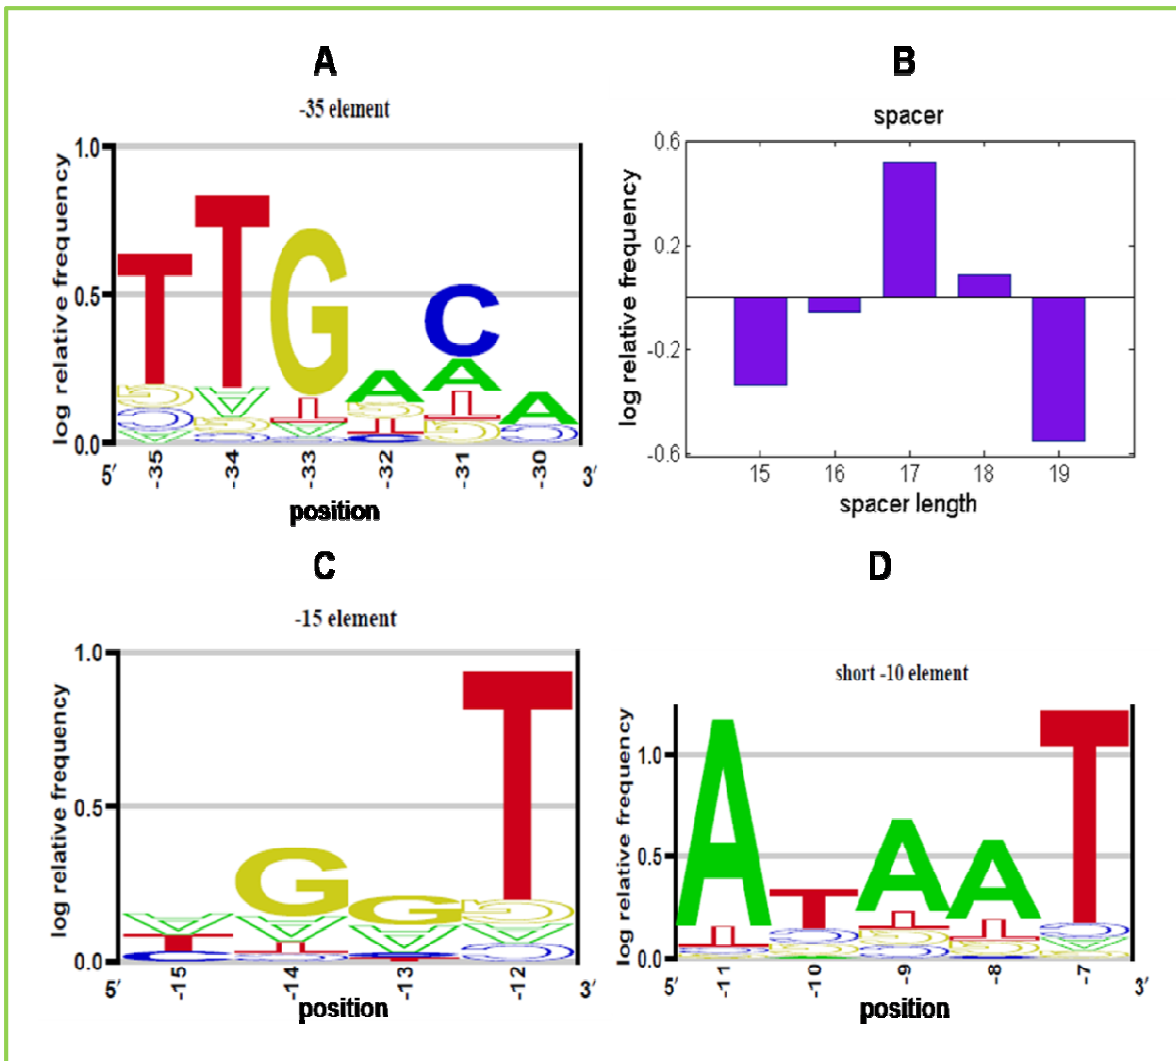 A
-35 element
log relative frequency
1.0
0.5
0.0
5′ -35 -34 -33 -32 -31 -30 3′
position
B
spacer
log relative frequency
0.6
0.2
-0.2
-0.6
15 16 17 18 19
spacer length
C
-15 element
log relative frequency
1.0
0.5
0.0
5′ -15 -14 -13 -12 3′
position
D
short -10 element
log relative frequency
1.0
0.5
0.0
5′ -11 -10 -9 -8 -7 3′
position